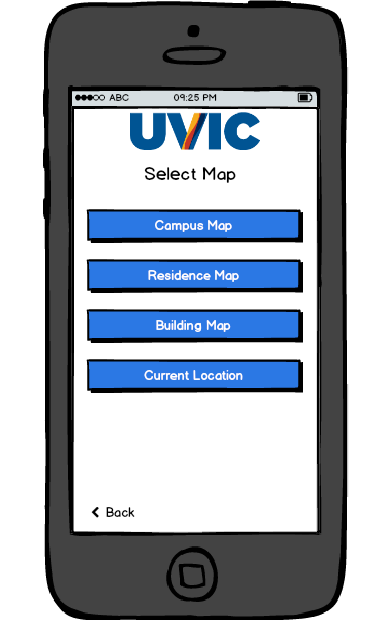 ABC 09:25 PM
UVIC
Select Map
Campus Map
Residence Map
Building Map
Current Location
Back